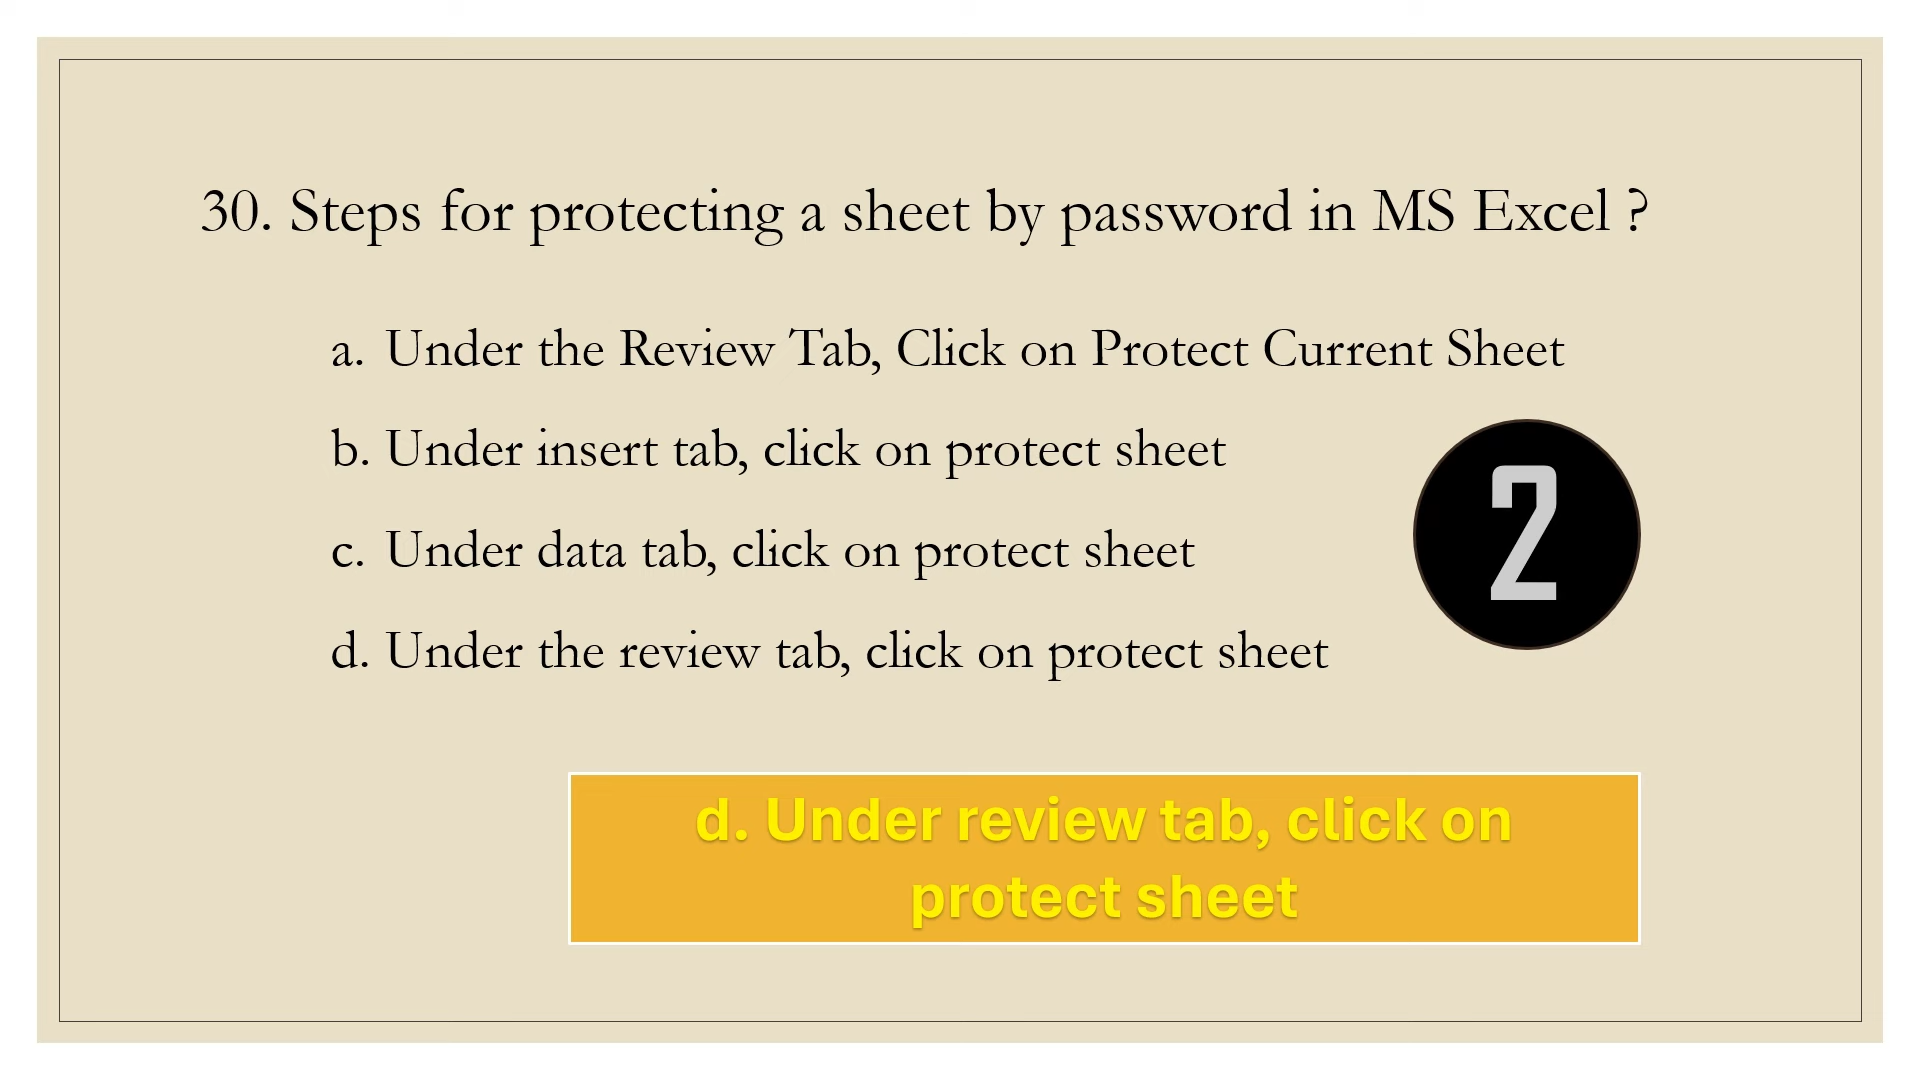 30. Steps for protecting a sheet by password in MS Excel ?
a. Under the Review Tab, Click on Protect Current Sheet
b. Under insert tab, click on protect sheet
2
c. Under data tab, click on protect sheet
d. Under the review tab, click on protect sheet
d. Under review tab, click on
protect sheet